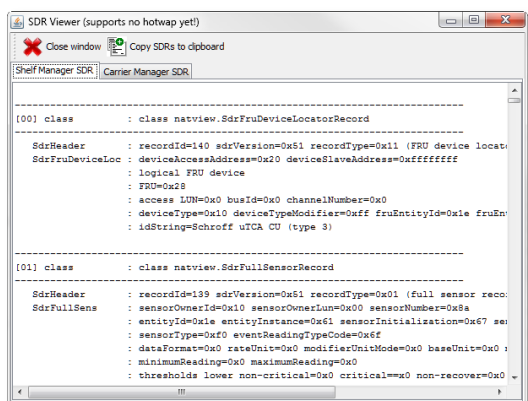 SDR Viewer (supports no hotwap yet!)
Close window Copy SDRs to clipboard
Shelf Manager SDR Carrier Manager SDR
[00] class : class natview.SdrFruDeviceLocatorRecord
SdrHeader : recordId=140 sdrVersion=0x51 recordType=0x11 (FRU device locat
SdrFruDeviceLoc : deviceAccessAddress=0x20 deviceSlaveAddress=0xffffffff
: logical FRU device
: FRU=0x28
: access LUN=0x0 busId=0x0 channelNumber=0x0
: deviceType=0x10 deviceTypeModifier=0xff fruEntityId=0x1e fruEn
: idString=Schroff uTCA CU (type 3)
[01] class : class natview.SdrFullSensorRecord
SdrHeader : recordId=139 sdrVersion=0x51 recordType=0x01 (full sensor reco
SdrFullSens : sensorOwnerId=0x10 sensorOwnerLun=0x00 sensorNumber=0x8a
: entityId=0x1e entityInstance=0x61 sensorInitialization=0x67 se
: sensorType=0xf0 eventReadingTypeCode=0x6f
: dataFormat=0x0 rateUnit=0x0 modifierUnitMode=0x0 baseUnit=0x0
: minimumReading=0x0 maximumReading=0x0
: thresholds lower non-critical=0x0 critical==x0 non-recover=0x0